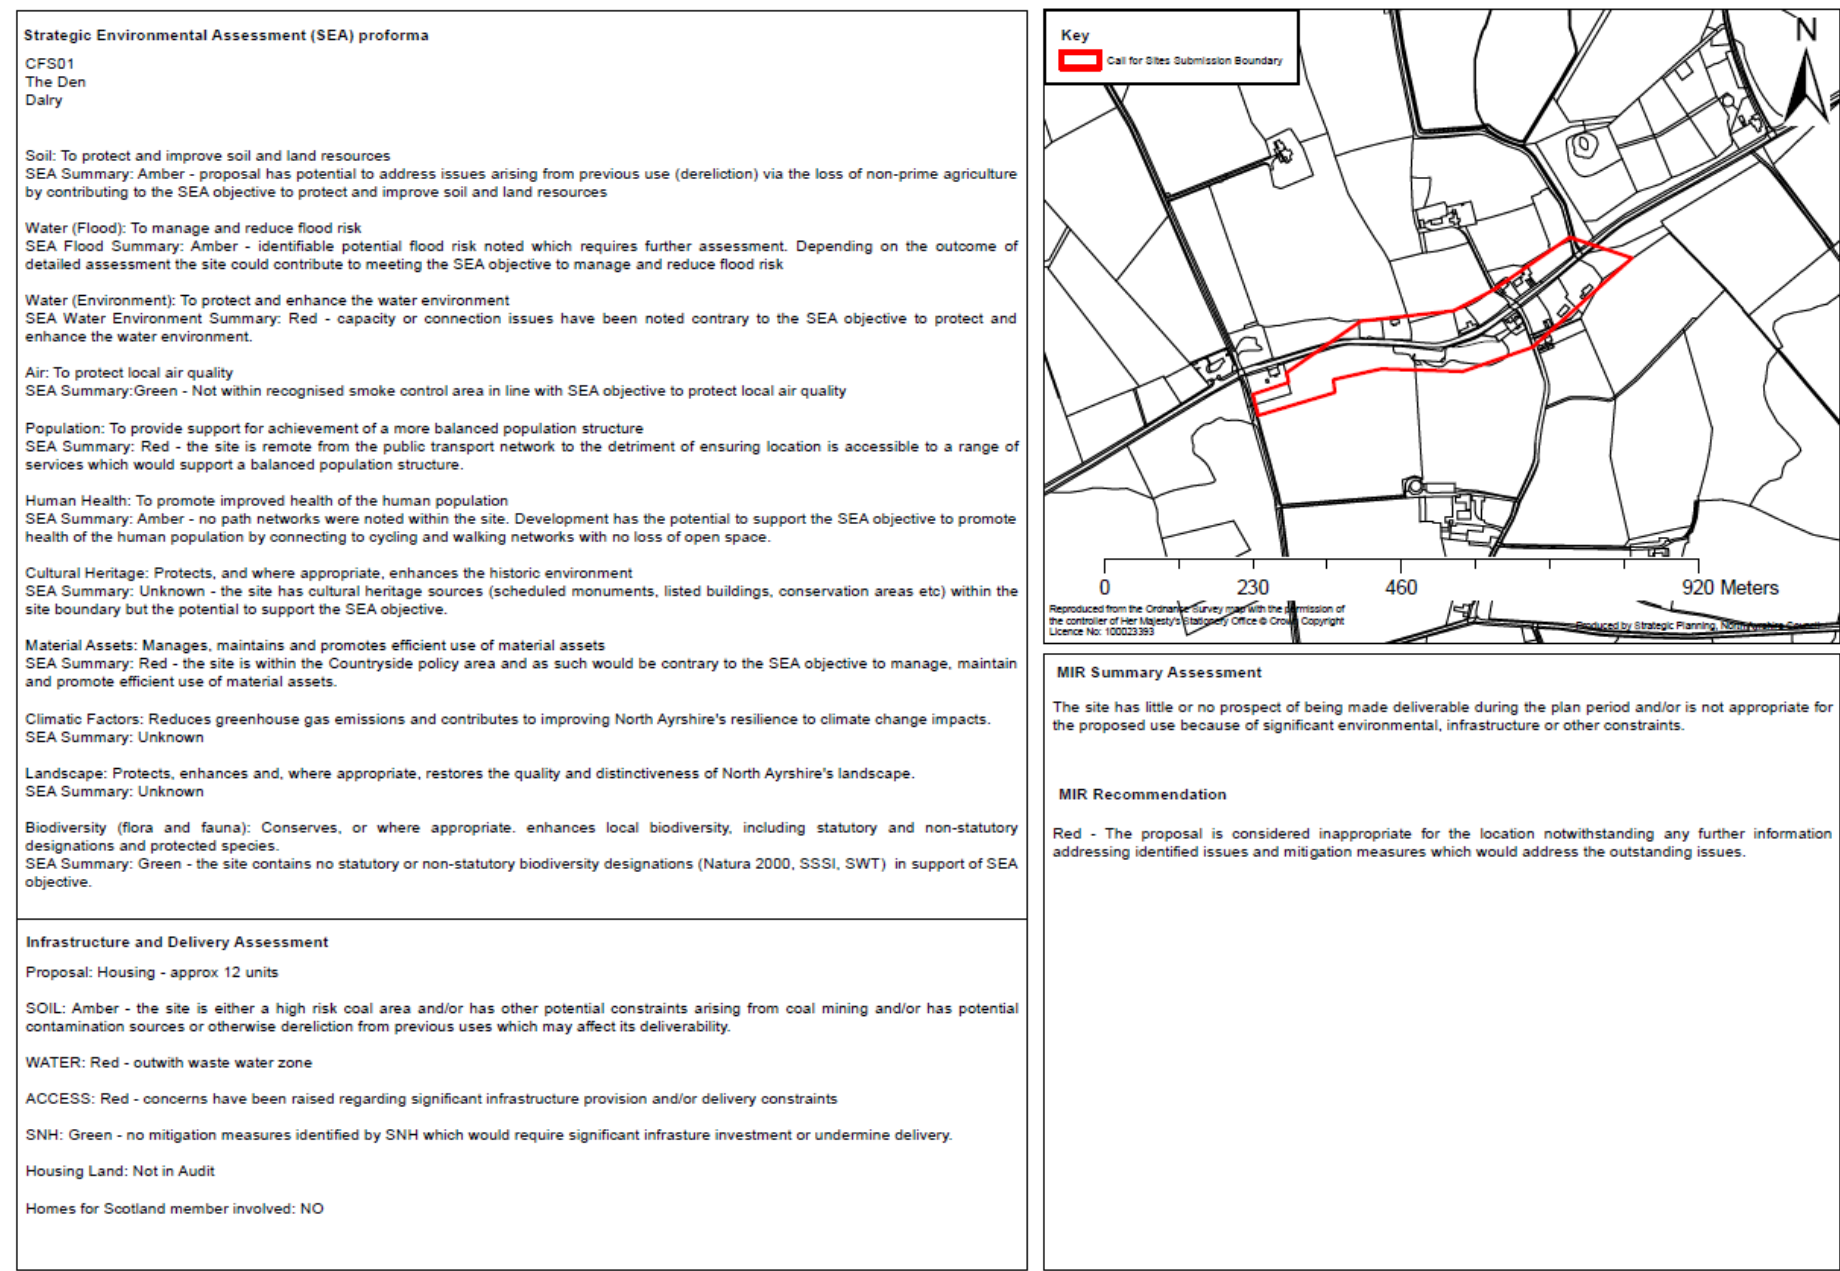 Strategic Environmental Assessment (SEA) proforma
CFS01
The Den
Dalry
Soil: To protect and improve soil and land resources
SEA Summary: Amber - proposal has potential to address issues arising from previous use (dereliction) via the loss of non-prime agriculture
by contributing to the SEA objective to protect and improve soil and land resources
Water (Flood): To manage and reduce flood risk
SEA Flood Summary: Amber - identifiable potential flood risk noted which requires further assessment. Depending on the outcome of
detailed assessment the site could contribute to meeting the SEA objective to manage and reduce flood risk
Water (Environment): To protect and enhance the water environment
SEA Water Environment Summary: Red - capacity or connection issues have been noted contrary to the SEA objective to protect and
enhance the water environment.
Air: To protect local air quality
SEA Summary:Green - Not within recognised smoke control area in line with SEA objective to protect local air quality
Population: To provide support for achievement of a more balanced population structure
SEA Summary: Red - the site is remote from the public transport network to the detriment of ensuring location is accessible to a range of
services which would support a balanced population structure.
Human Health: To promote improved health of the human population
SEA Summary: Amber - no path networks were noted within the site. Development has the potential to support the SEA objective to promote
health of the human population by connecting to cycling and walking networks with no loss of open space.
Cultural Heritage: Protects, and where appropriate, enhances the historic environment
SEA Summary: Unknown - the site has cultural heritage sources (scheduled monuments, listed buildings, conservation areas etc) within the
site boundary but the potential to support the SEA objective.
Material Assets: Manages, maintains and promotes efficient use of material assets
SEA Summary: Red - the site is within the Countryside policy area and as such would be contrary to the SEA objective to manage, maintain
and promote efficient use of material assets.
Climatic Factors: Reduces greenhouse gas emissions and contributes to improving North Ayrshire's resilience to climate change impacts.
SEA Summary: Unknown
Landscape: Protects, enhances and, where appropriate, restores the quality and distinctiveness of North Ayrshire's landscape.
SEA Summary: Unknown
Biodiversity (flora and fauna): Conserves, or where appropriate. enhances local biodiversity, including statutory and non-statutory
designations and protected species.
SEA Summary: Green - the site contains no statutory or non-statutory biodiversity designations (Natura 2000, SSSI, SWT) in support of SEA
objective.
Infrastructure and Delivery Assessment
Proposal: Housing - approx 12 units
SOIL: Amber - the site is either a high risk coal area and/or has other potential constraints arising from coal mining and/or has potential
contamination sources or otherwise dereliction from previous uses which may affect its deliverability.
WATER: Red - outwith waste water zone
ACCESS: Red - concerns have been raised regarding significant infrastructure provision and/or delivery constraints
SNH: Green - no mitigation measures identified by SNH which would require significant infrasture investment or undermine delivery.
Housing Land: Not in Audit
Homes for Scotland member involved: NO
Key
Call for Sites Submission Boundary
N
0 230 460 920 Meters
Reproduced from the Ordnance Survey map with the permission of
the controller of Her Majesty's Stationery Office © Crown Copyright
Licence No: 100023393
Produced by Strategic Planning, North Ayrshire Council
MIR Summary Assessment
The site has little or no prospect of being made deliverable during the plan period and/or is not appropriate for
the proposed use because of significant environmental, infrastructure or other constraints.
MIR Recommendation
Red - The proposal is considered inappropriate for the location notwithstanding any further information
addressing identified issues and mitigation measures which would address the outstanding issues.